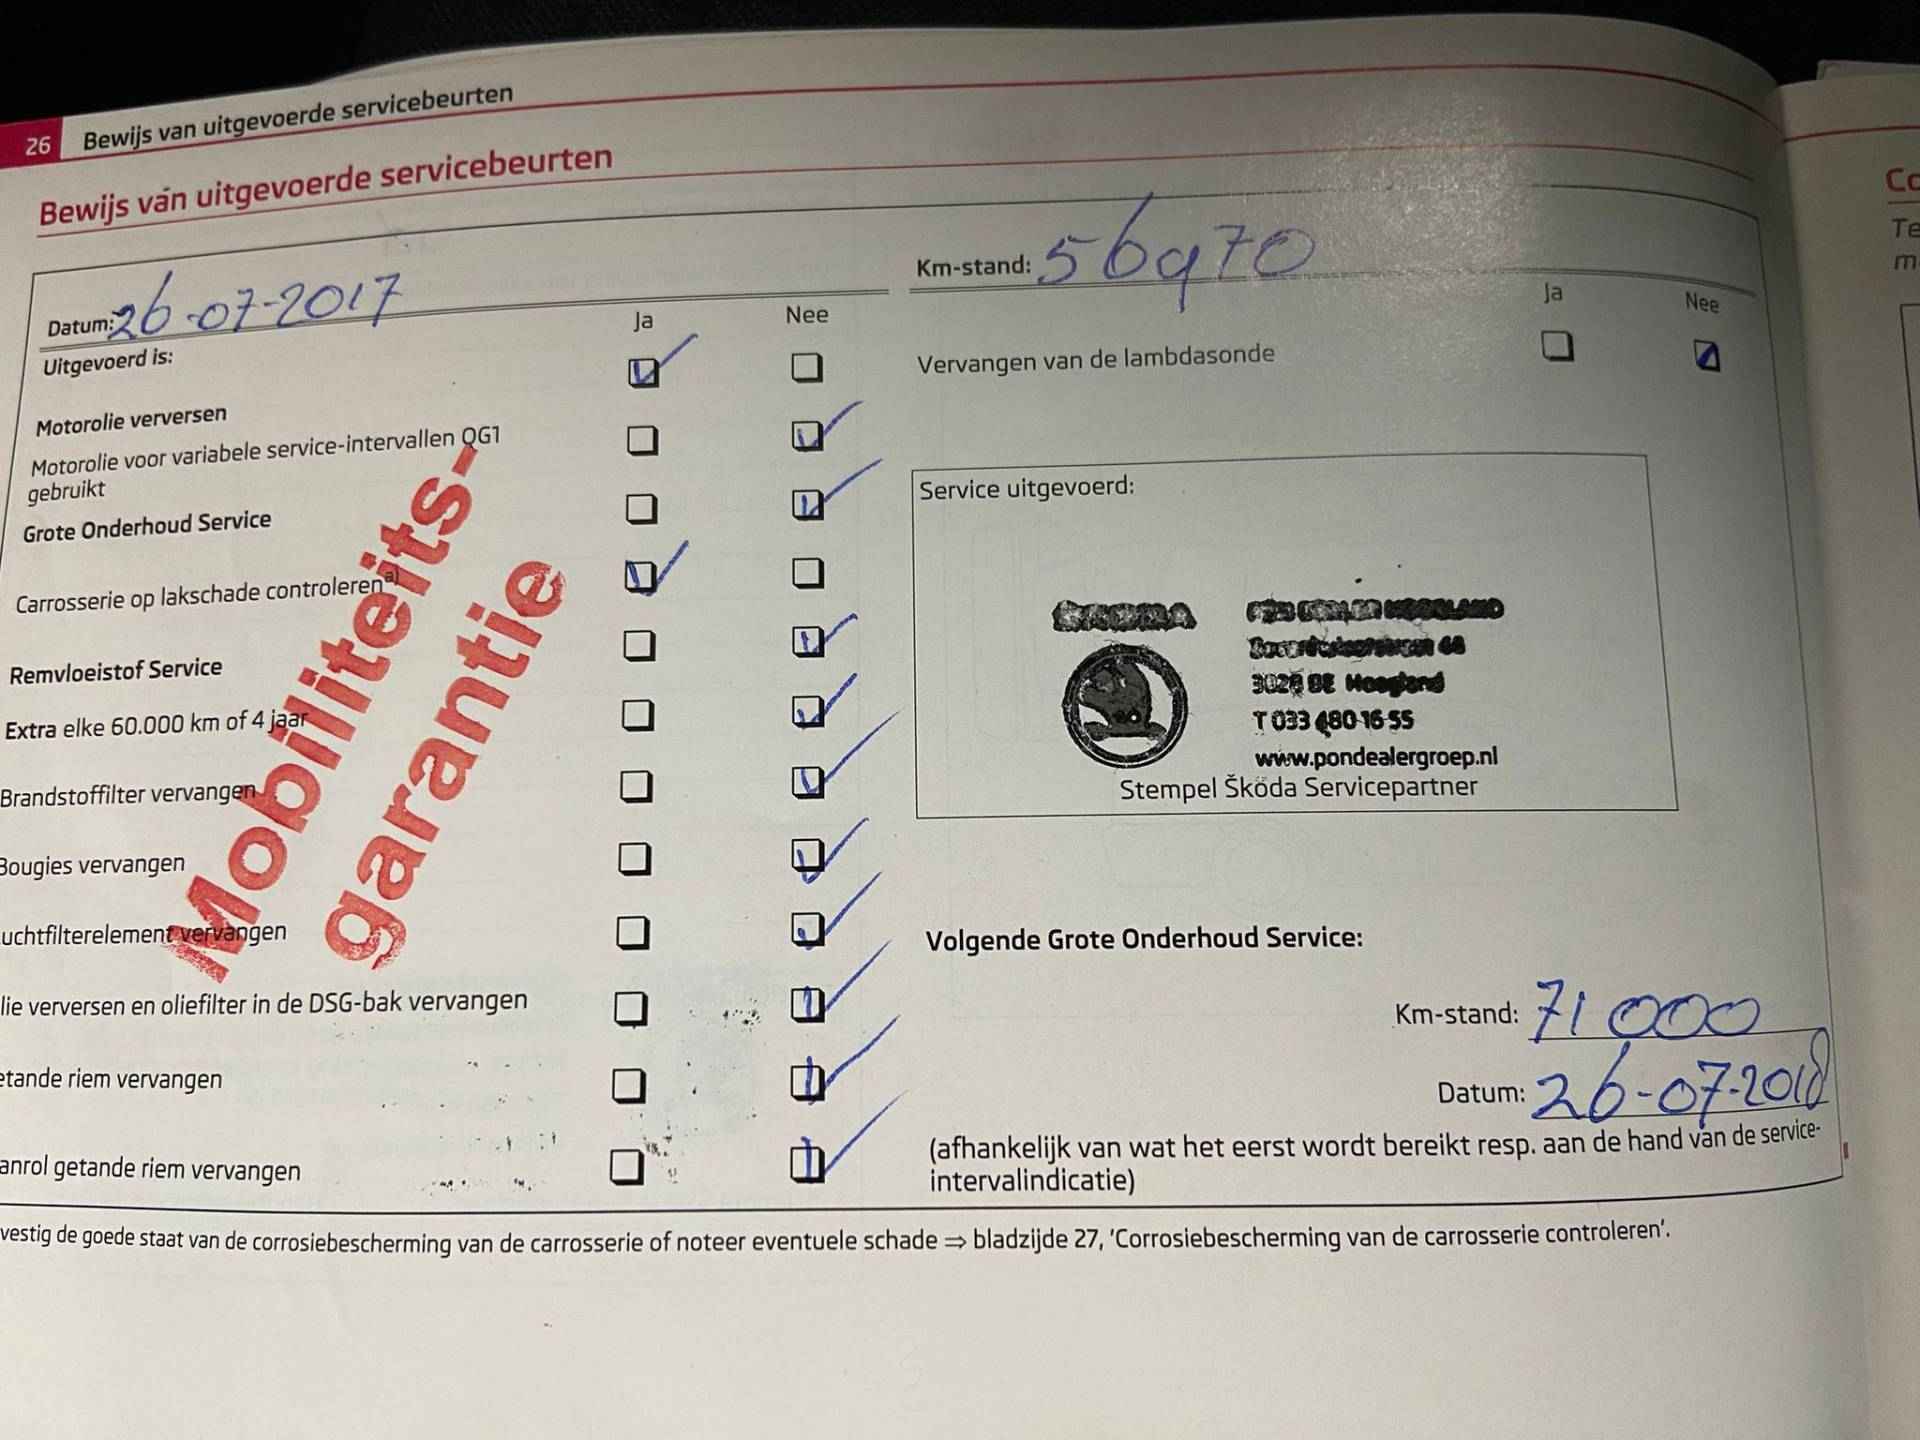 26 Bewijs van uitgevoerde servicebeurten
Bewijs van uitgevoerde servicebeurten
Datum: 26-07-2017
Km-stand: 56970
Ja Nee
Ja Nee
Uitgevoerd is:
Vervangen van de lambdasonde
Motorolie verversen
Motorolie voor variabele service-intervallen QG1
gebruikt
Grote Onderhoud Service
Carrosserie op lakschade controleren a)
Remvloeistof Service
Extra elke 60.000 km of 4 jaar
Brandstoffilter vervangen
Bougies vervangen
uchtfilterelement vervangen
lie verversen en oliefilter in de DSG-bak vervangen
etande riem vervangen
anrol getande riem vervangen
Mobiliteits-
garantie
Service uitgevoerd:
Hoogland
T 033 480 16 55
www.pondealergroep.nl
Stempel Škoda Servicepartner
Volgende Grote Onderhoud Service:
Km-stand: 71000
Datum: 26-07-2018
(afhankelijk van wat het eerst wordt bereikt resp. aan de hand van de service-
intervalindicatie)
vestig de goede staat van de corrosiebescherming van de carrosserie of noteer eventuele schade ⇒ bladzijde 27, 'Corrosiebescherming van de carrosserie controleren'.
Co
Te
m